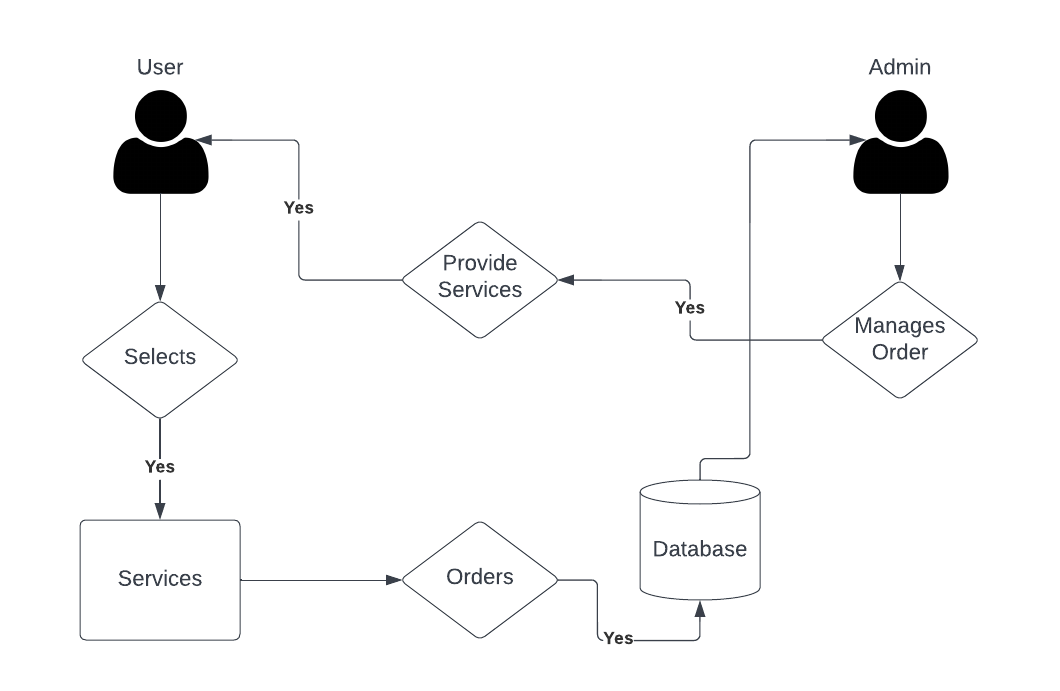 User
Admin
Yes
Provide
Services
Yes
Manages
Order
Selects
Yes
Services
Orders
Database
Yes